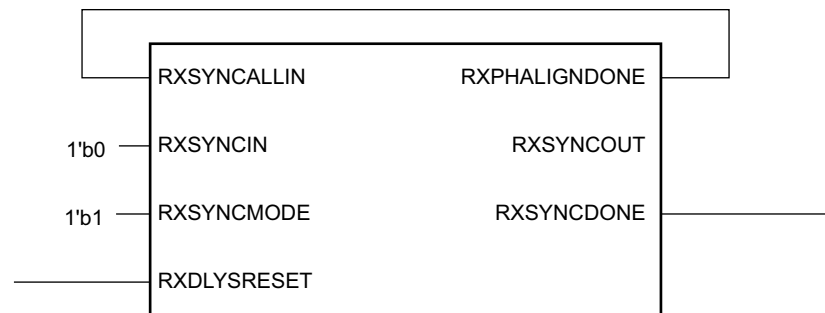 RXSYNCALLIN RXPHALIGNDONE
1'b0 RXSYNCIN RXSYNCOUT
1'b1 RXSYNCMODE RXSYNCDONE
RXDLYSRESET